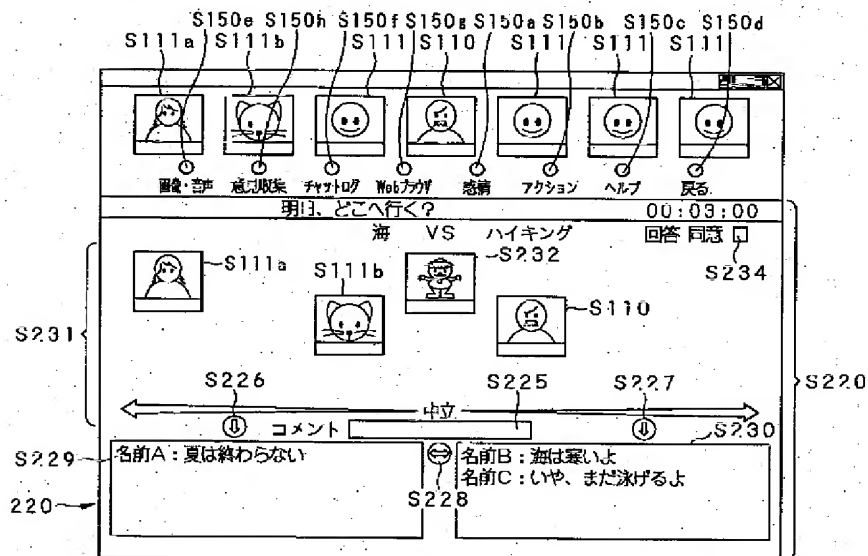 S150e S150h S150f S150g S150a S150b S150c S150d
S111a S111b S111 S110 S111 S111 S111
画像・音声 意見収集 チャットログ Webブラウザ 感情 アクション ヘルプ 戻る
明日、どこへ行く? 00:03:00
海 VS ハイキング 回答 同意
S234
S111a S111b S232
S110
S231
S220
S226 S225 S227
中立
コメント
S230
S229
名前A:夏は終わらない
名前B:海は寒いよ
名前C:いや、まだ泳げるよ
S228
220